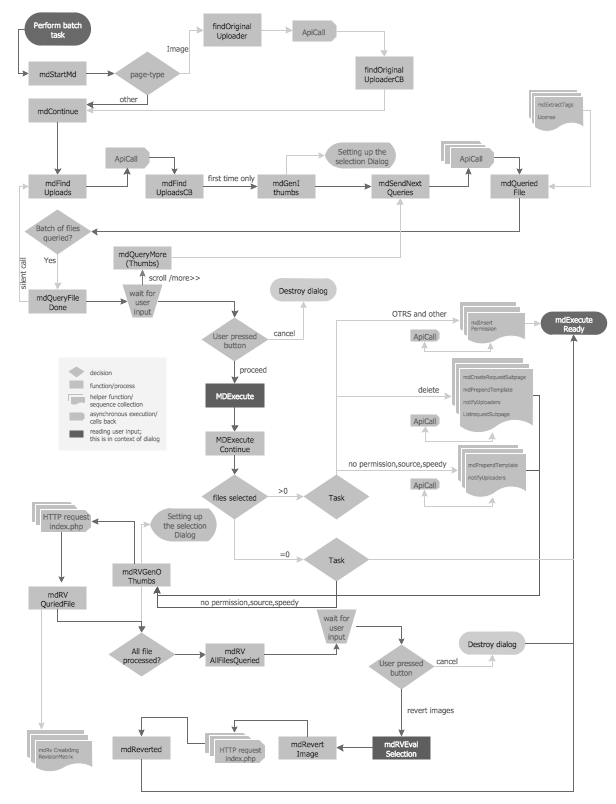 Perform batch
task
Image
findOriginal
Uploader
ApiCall
mdStartMd
page-type
findOriginal
UploaderCB
other
mdContinue
mdExtractTags
License
ApiCall
Setting up the
selection Dialog
ApiCall
mdFind
Uploads
mdFind
UploadsCB
first time only
mdGenI
thumbs
mdSendNext
Queries
mdQueried
File
Batch of files
queried?
silent call
Yes
mdQueryMore
(Thumbs)
scroll /more>>
mdQueryFile
Done
wait for
user
input
Destroy dialog
User pressed
button
cancel
proceed
OTRS and other
mdInsert
Permission
ApiCall
mdExecute
Ready
decision
function/process
helper function/
sequence collection
asynchronous execution/
calls back
reading user input;
this is in context of dialog
MDExecute
delete
mdCreateRequestSubpage
mdPrependTemplate
notifyUploaders
ListrequestSubpage
ApiCall
MDExecute
Continue
no permission,source,speedy
mdPrependTemplate
notifyUploaders
ApiCall
files selected
>0
Task
HTTP request
index.php
Setting up
the selection
Dialog
=0
Task
mdRVGenO
Thumbs
mdRV
QuriedFile
no permission,source,speedy
wait for
user
input
All file
processed?
mdRV
AllFilesQueried
User pressed
button
cancel
Destroy dialog
revert images
mdRv CreateImg
RevisionMatrix
mdReverted
HTTP request
index.php
mdRevert
Image
mdRVEval
Selection